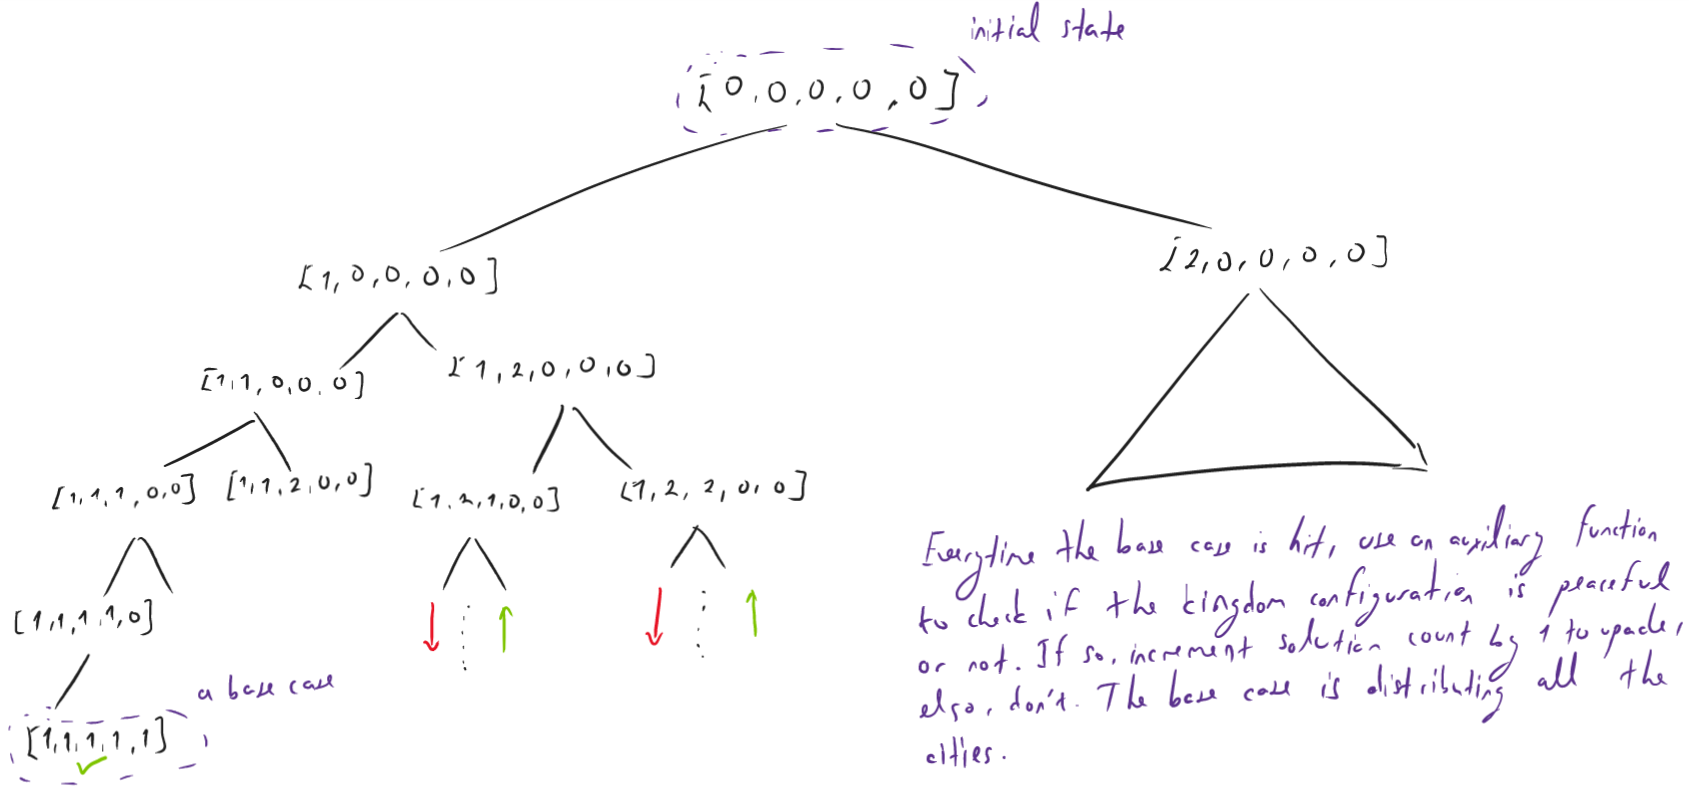 initial state
[0,0,0,0,0]
[1,0,0,0,0]
[2,0,0,0,0]
[1,1,0,0,0]
[1,2,0,0,0]
[1,1,1,0,0]
[1,1,2,0,0]
[1,2,1,0,0]
[1,2,2,0,0]
[1,1,1,1,0]
a base case
[1,1,1,1,1]
Everytime the base case is hit, use an auxiliary function
to check if the kingdom configuration is peaceful
or not. If so, increment solution count by 1 to upade,
else, don't. The base case is distributing all the
cities.